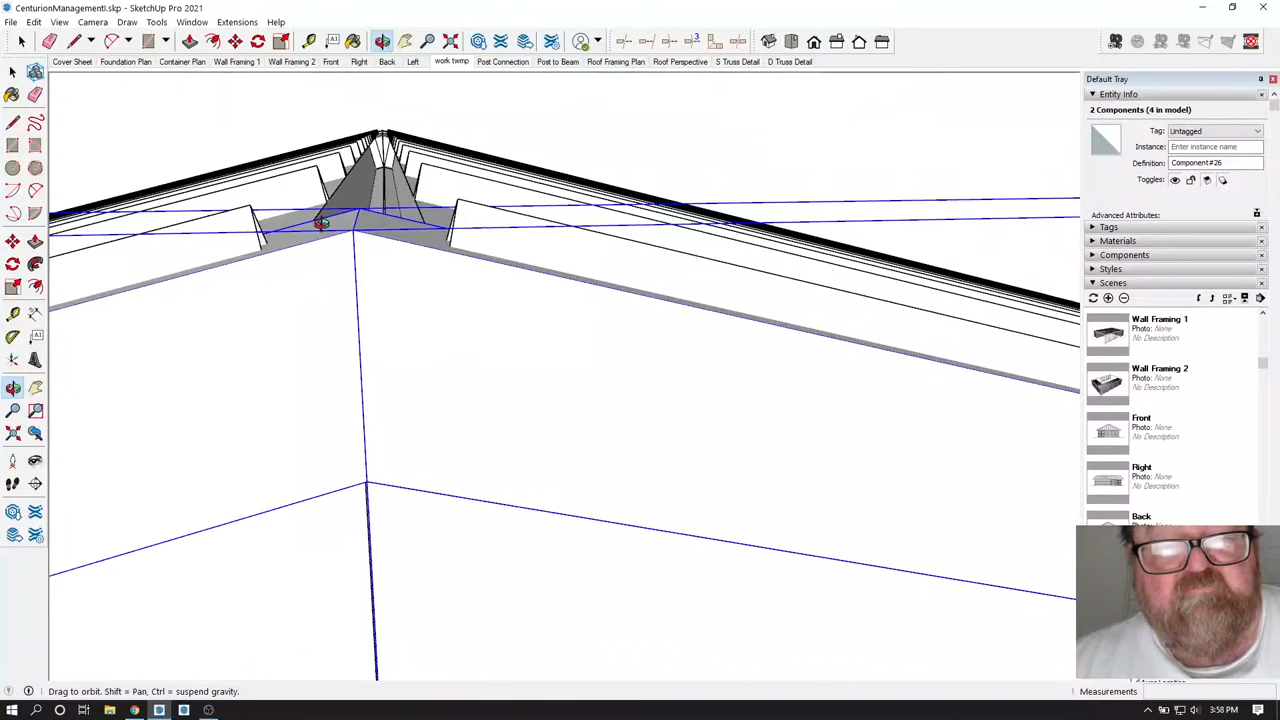 CenturionManagementI.skp - SketchUp Pro 2021
File Edit View Camera Draw Tools Window Extensions Help
Cover Sheet Foundation Plan Container Plan Wall Framing 1 Wall Framing 2 Front Right Back Left work twmp Post Connection Post to Beam Roof Framing Plan Roof Perspective S Truss Detail D Truss Detail
Default Tray
Entity Info
2 Components (4 in model)
Tag: Untagged
Instance: Enter instance name
Definition: Component#26
Toggles:
Advanced Attributes:
Tags
Materials
Components
Styles
Scenes
Wall Framing 1
Photo: None
No Description
Wall Framing 2
Photo: None
No Description
Front
Photo: None
No Description
Right
Photo: None
No Description
Back
Drag to orbit. Shift = Pan, Ctrl = suspend gravity.
Measurements
3:58 PM